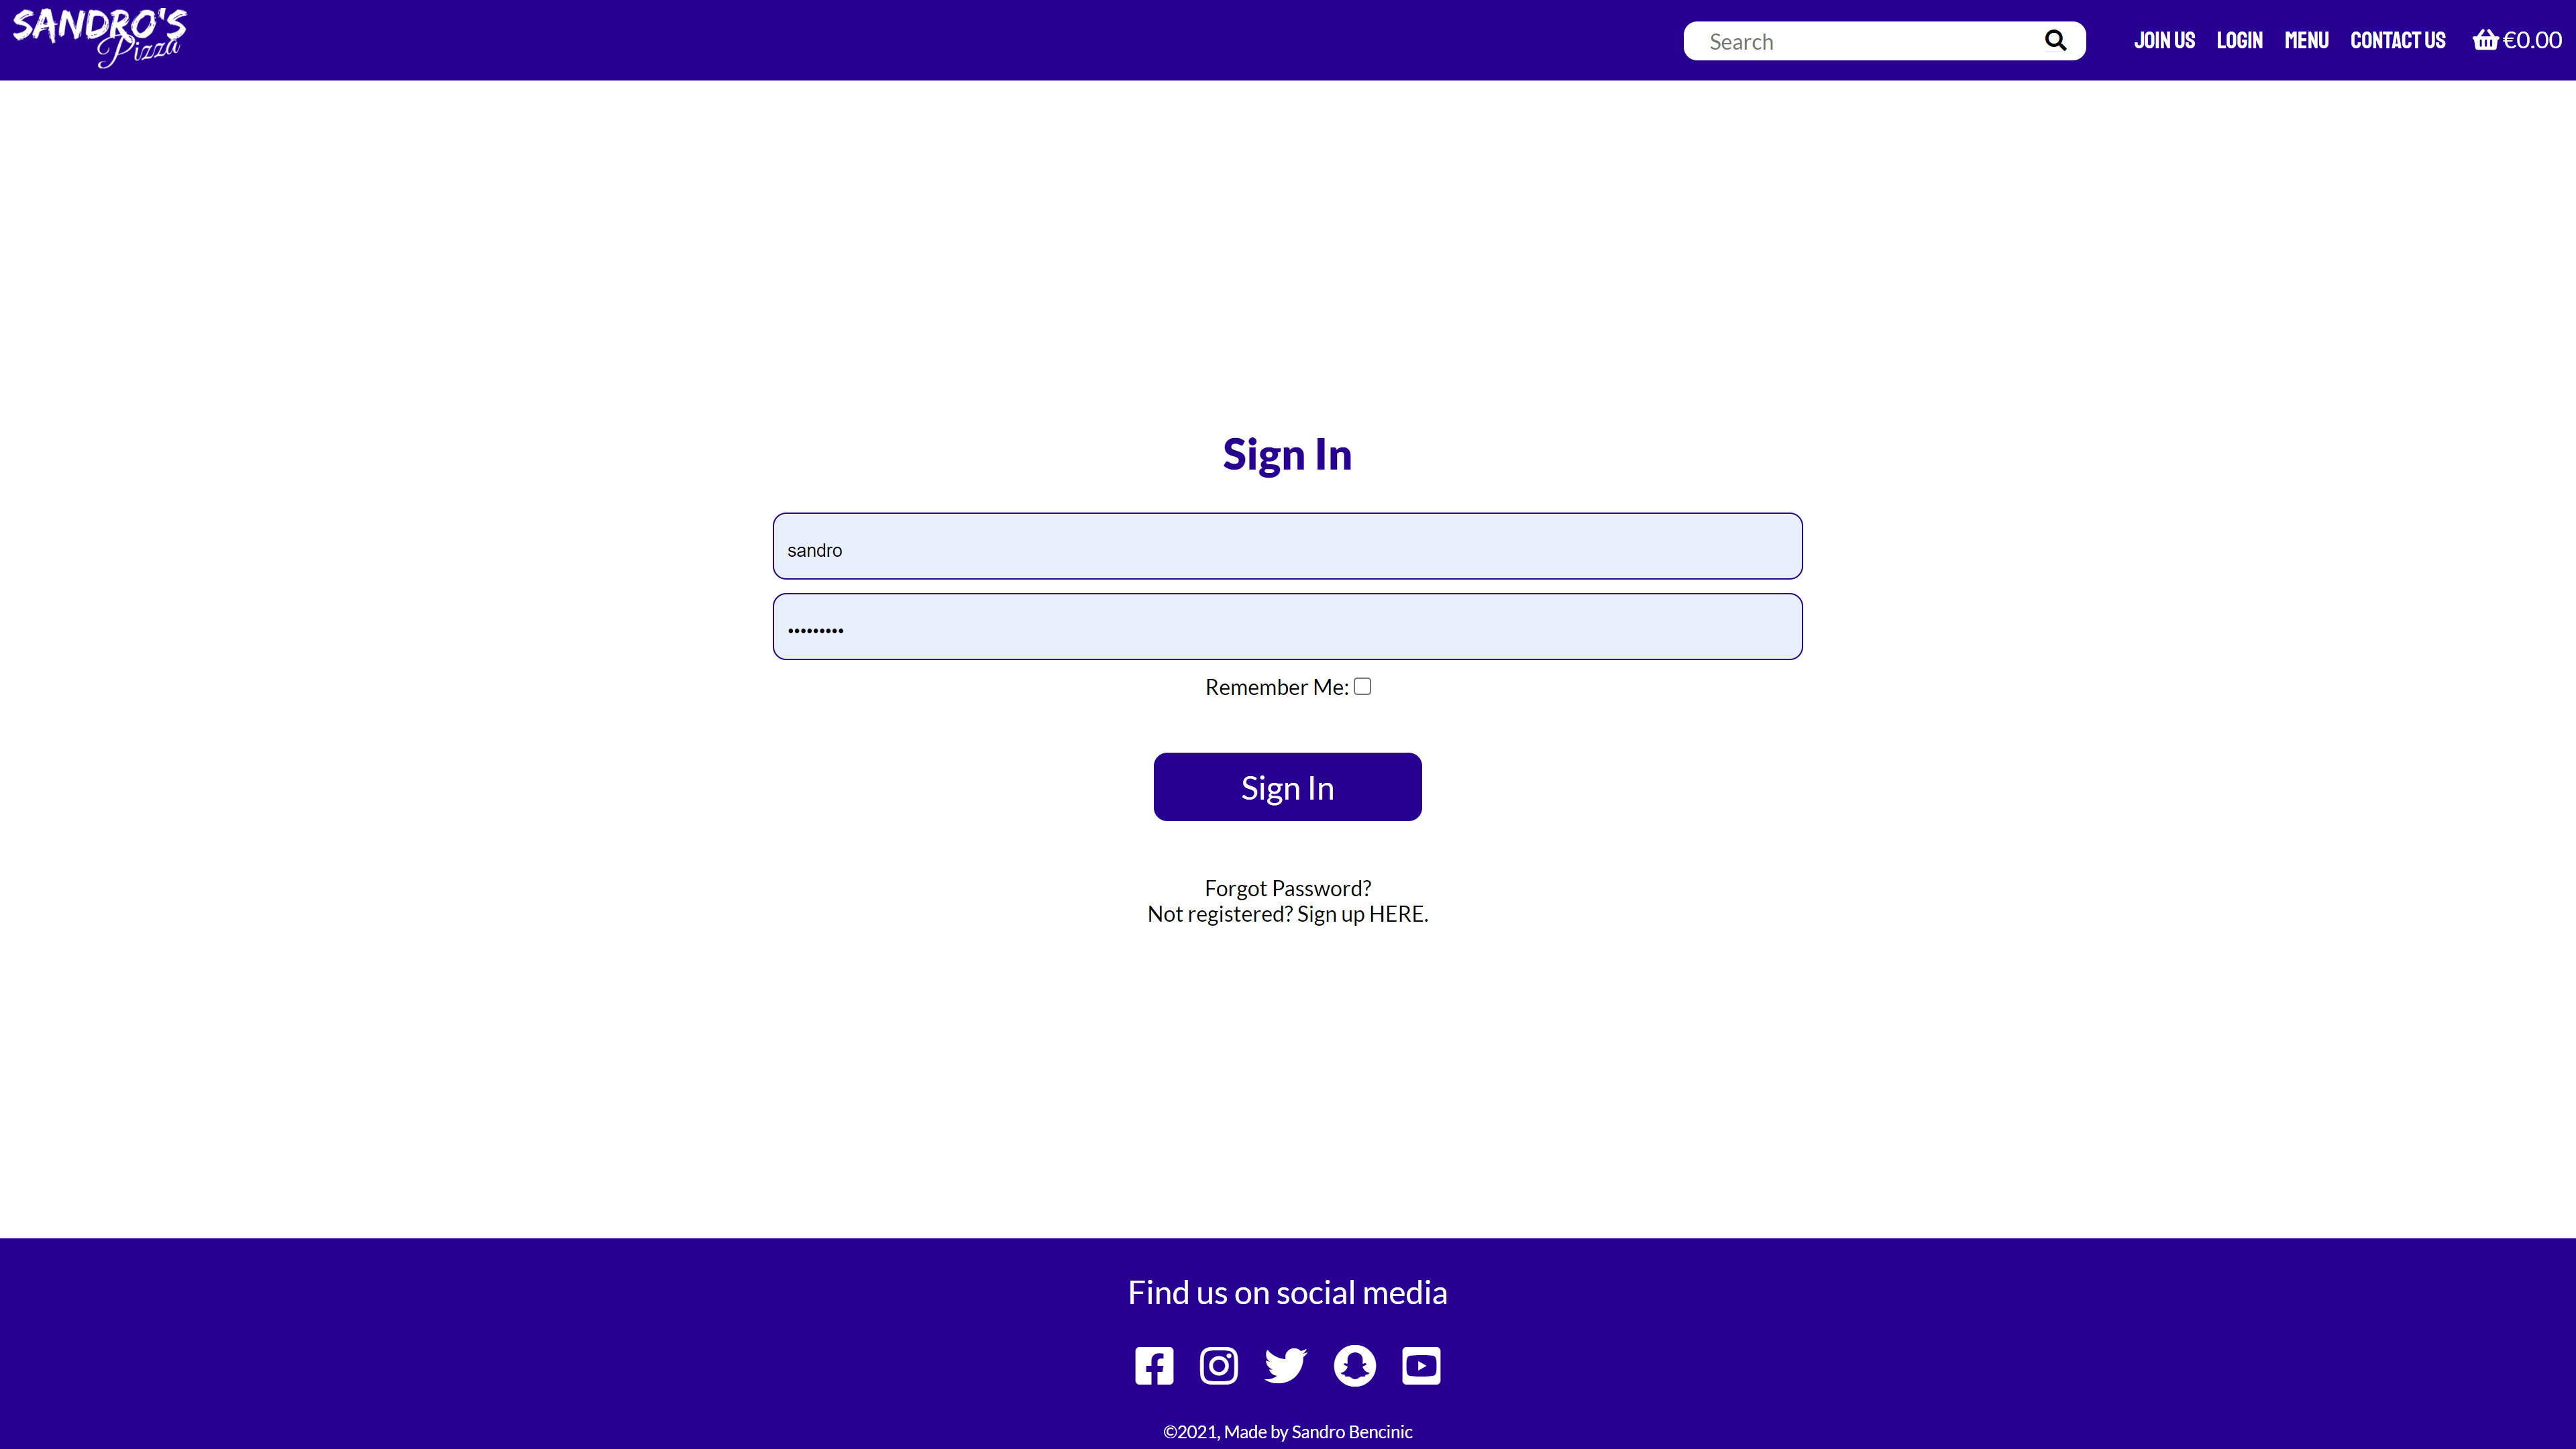 SANDRO'S
Pizza
Search
JOIN US LOGIN MENU CONTACT US €0.00
Sign In
sandro
•••••••••
Remember Me:
Sign In
Forgot Password?
Not registered? Sign up HERE.
Find us on social media
©2021, Made by Sandro Bencinic